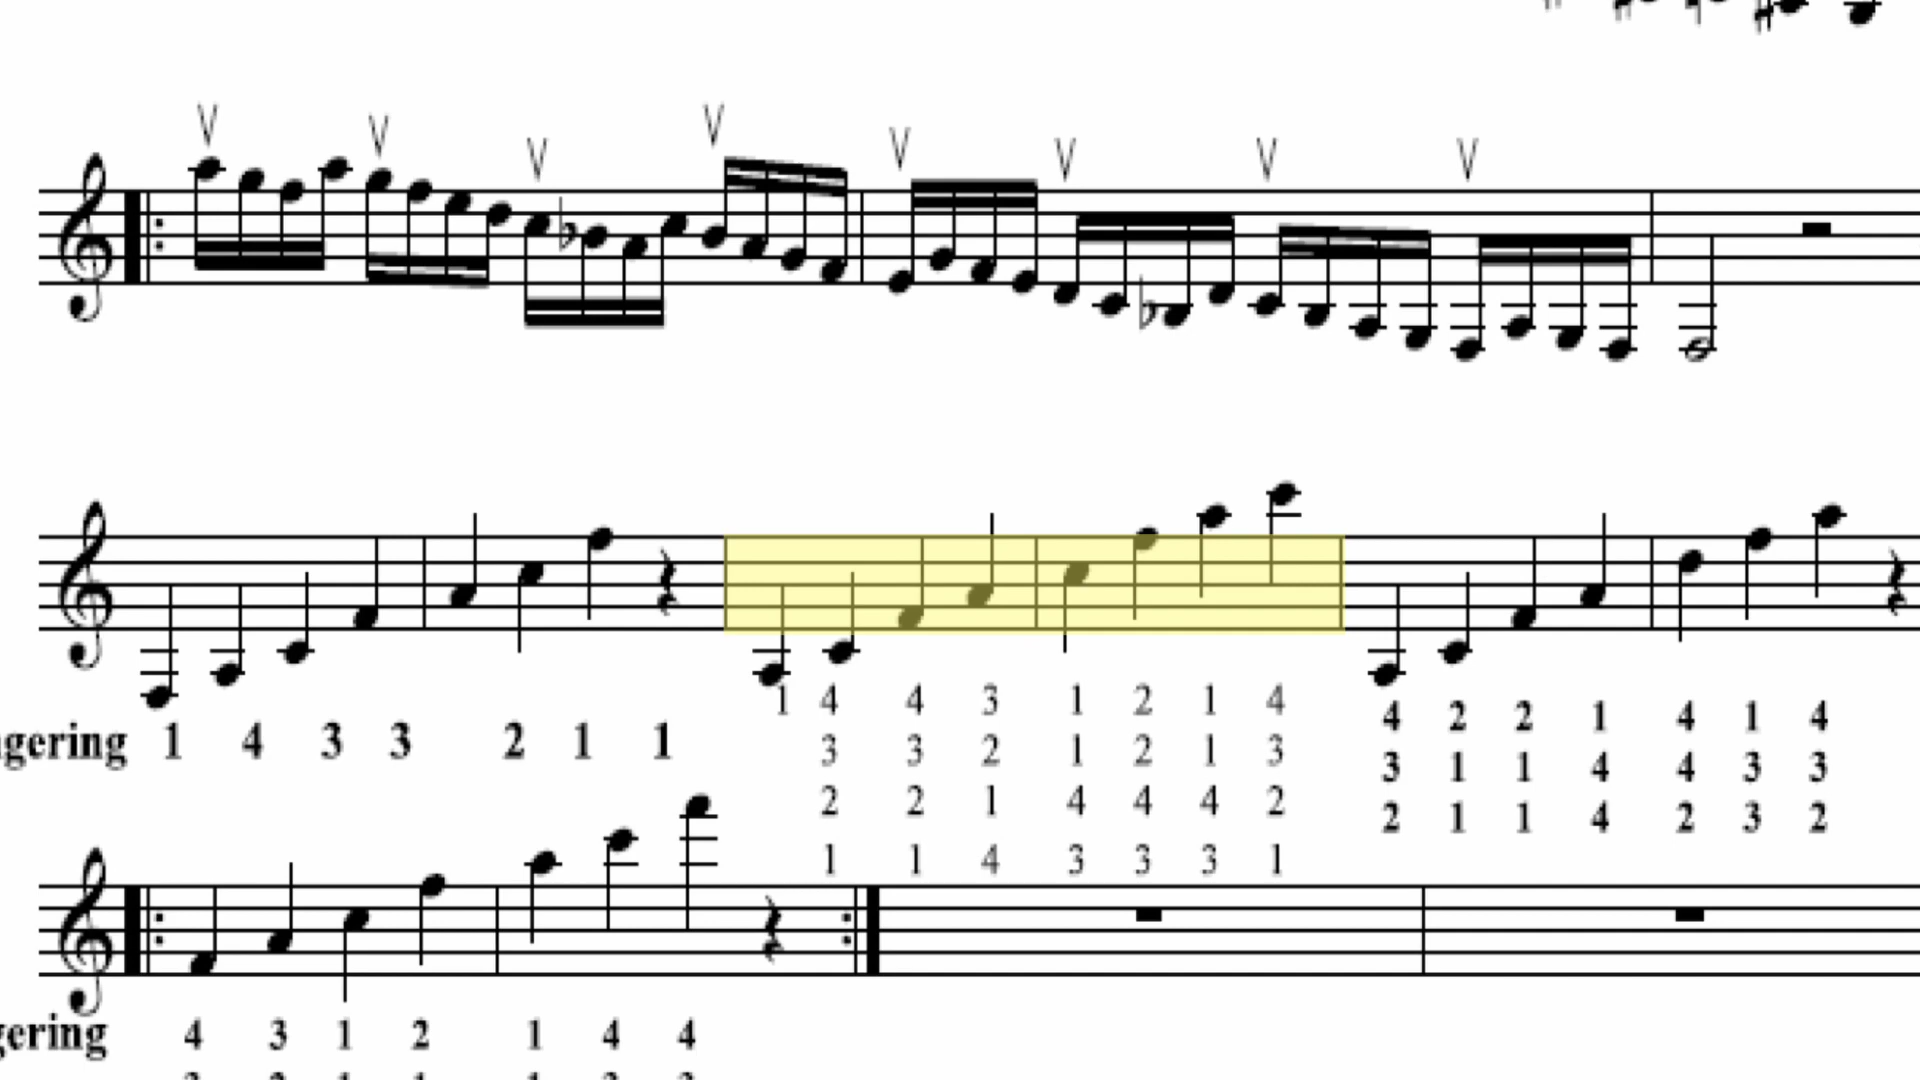 gering 1 4 3 3 2 1 1
1 4 4 3 1 2 1 4
3 3 2 1 2 1 3
2 2 1 4 4 4 2
1 1 4 3 3 3 1
4 2 2 1 4 1 4
3 1 1 4 4 3 3
2 1 1 4 2 3 2
gering 4 3 1 2 1 4 4